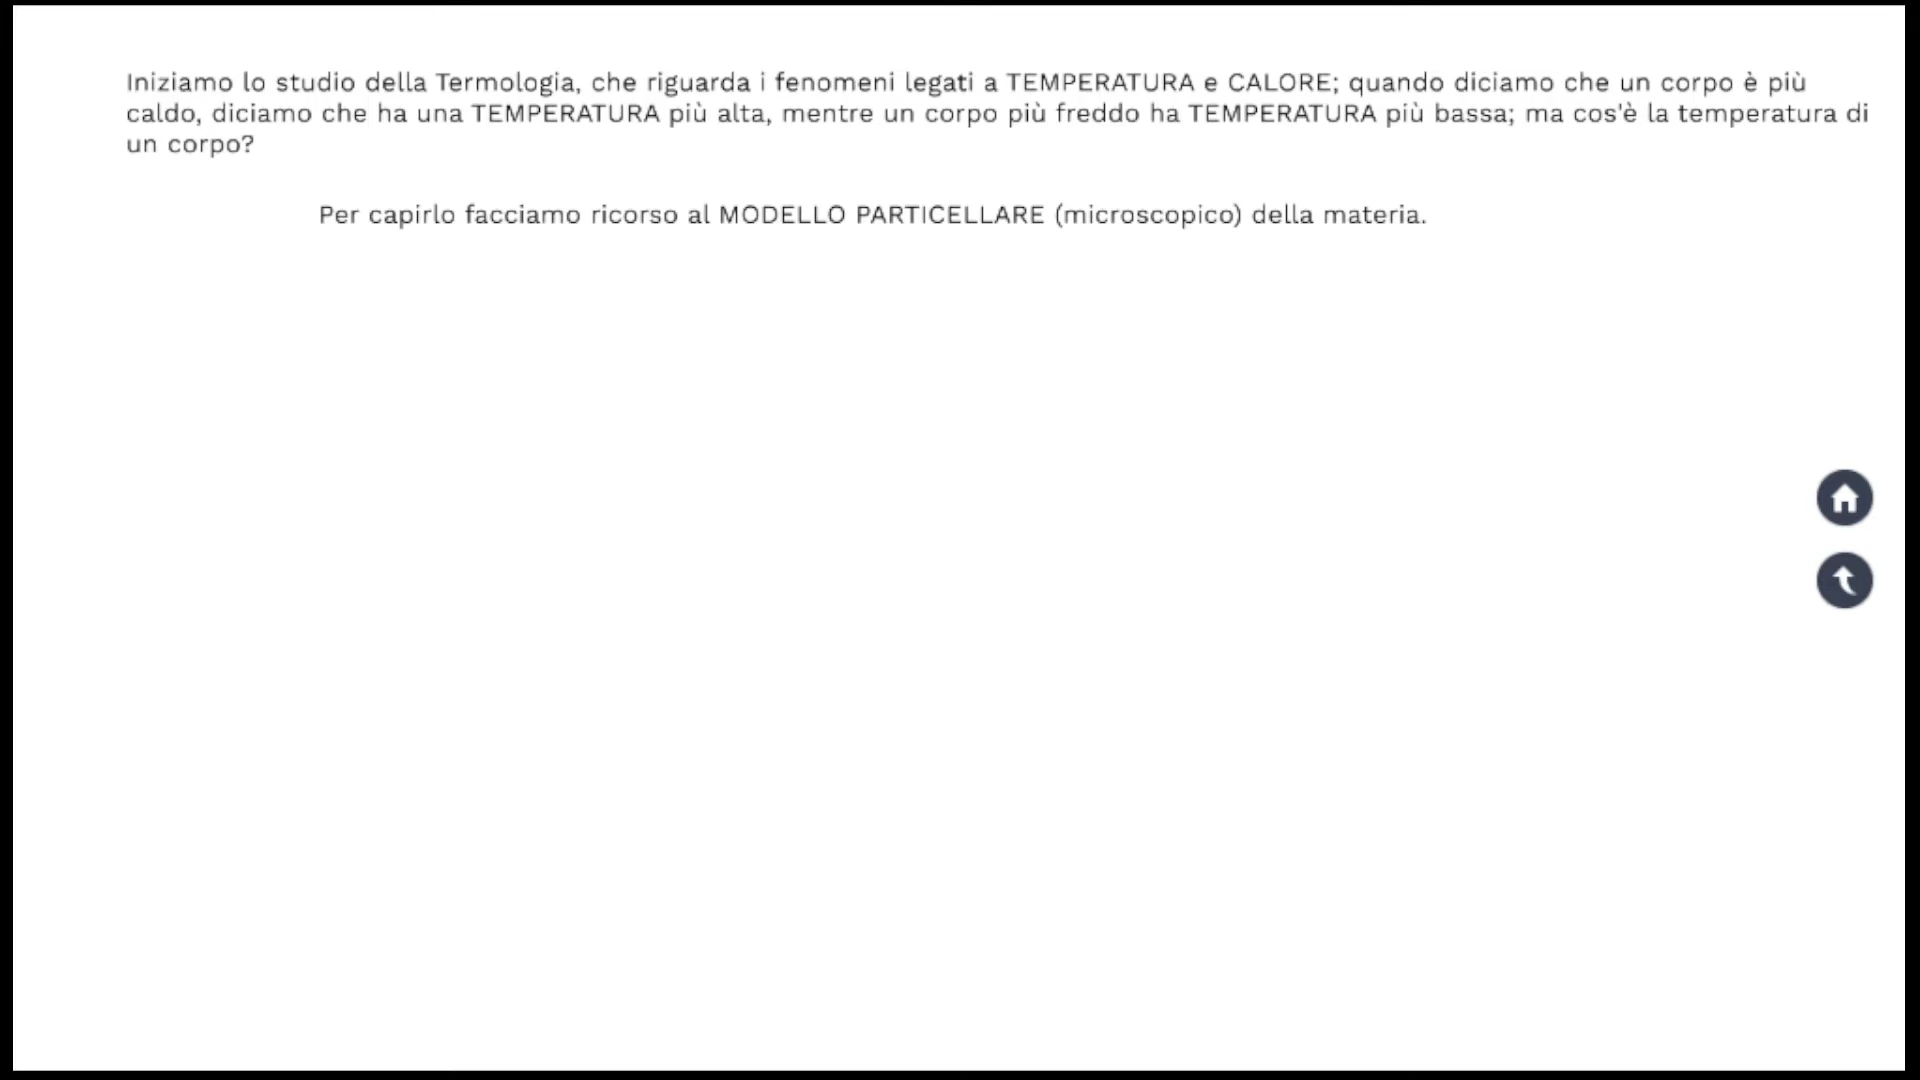 Iniziamo lo studio della Termologia, che riguarda i fenomeni legati a TEMPERATURA e CALORE; quando diciamo che un corpo è più
caldo, diciamo che ha una TEMPERATURA più alta, mentre un corpo più freddo ha TEMPERATURA più bassa; ma cos'è la temperatura di
un corpo?
Per capirlo facciamo ricorso al MODELLO PARTICELLARE (microscopico) della materia.